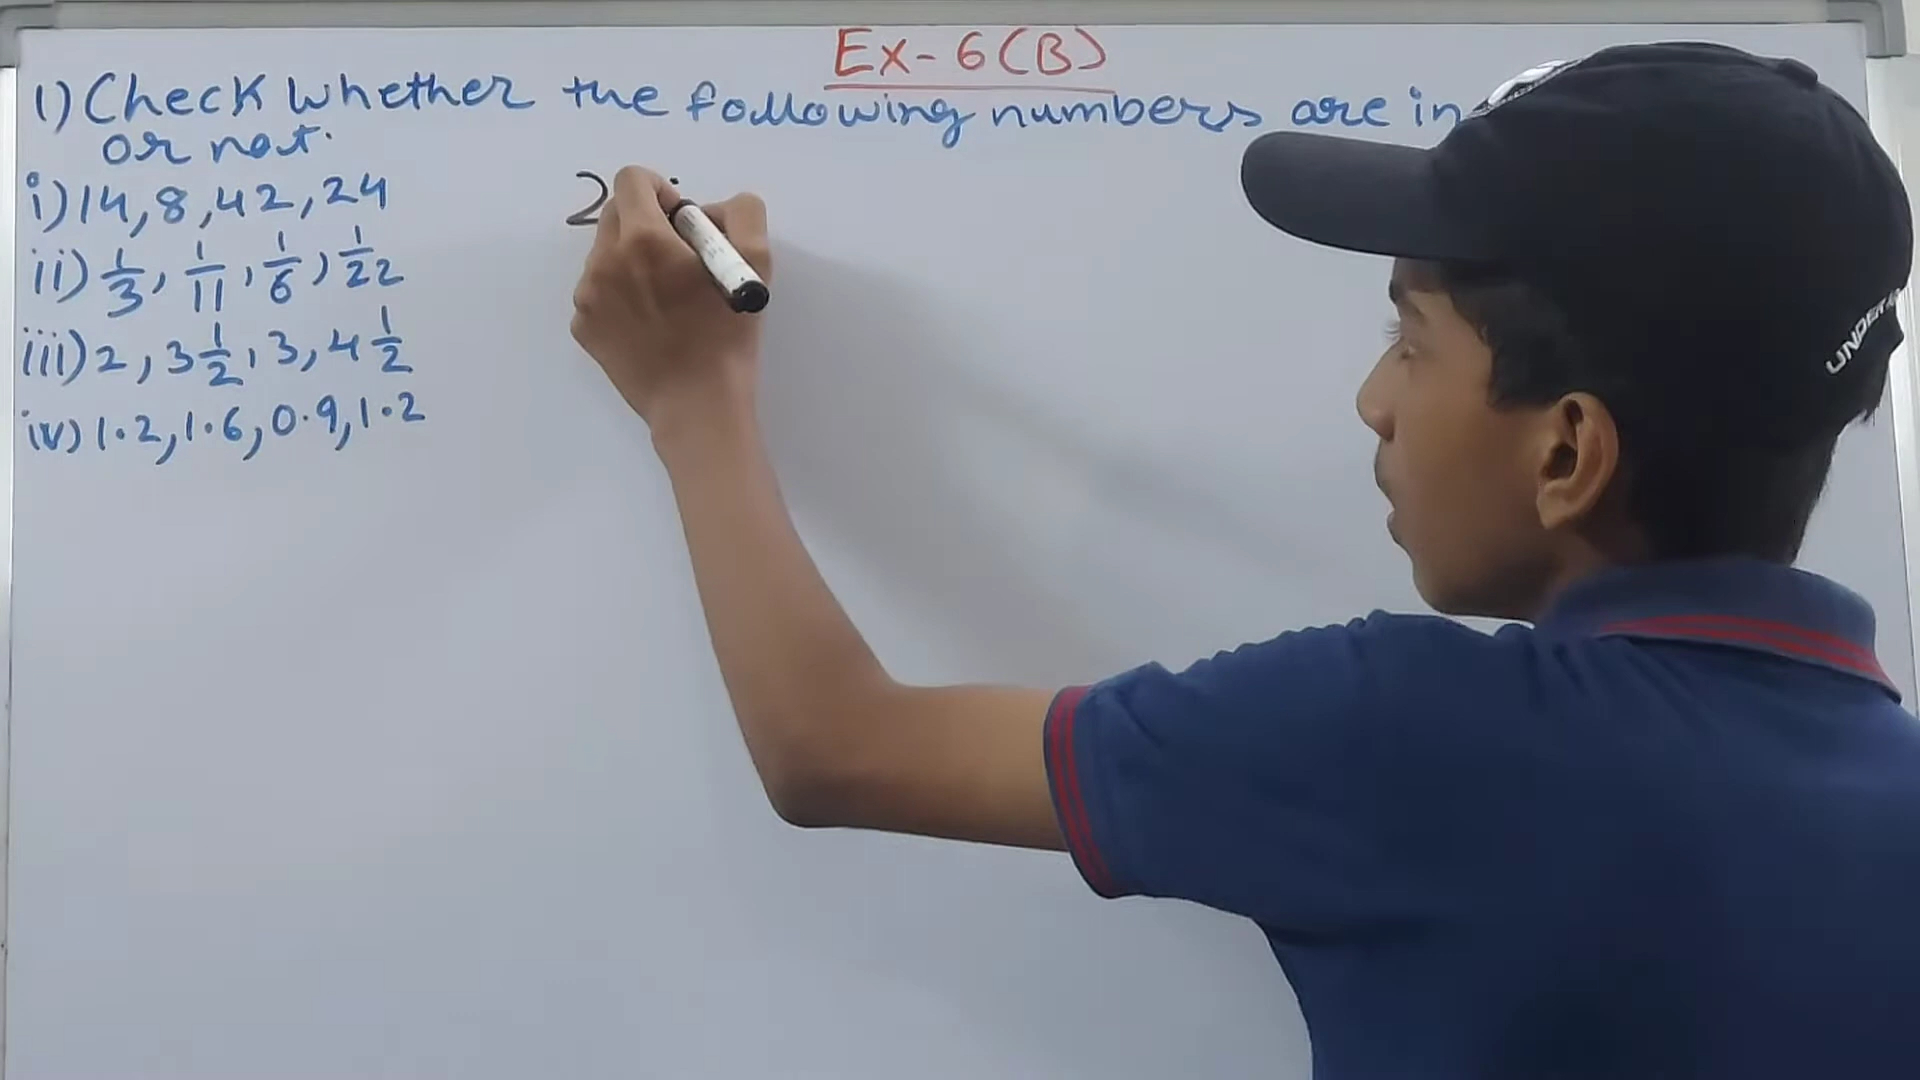 Ex-6(B)
1) Check whether the following numbers are in
or not.
i) 14, 8, 42, 24
ii) 1/3, 1/11, 1/6, 1/22
iii) 2, 3 1/2, 3, 4 1/2
iv) 1.2, 1.6, 0.9, 1.2
2